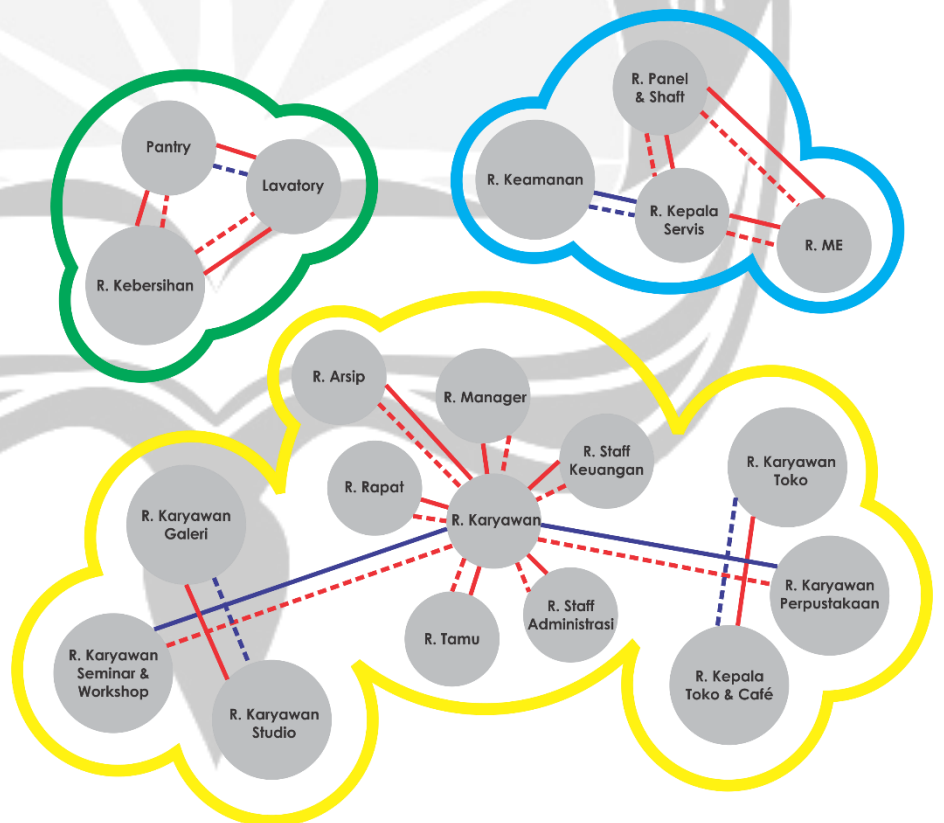 Pantry
Lavatory
R. Kebersihan
R. Panel
& Shaft
R. Keamanan
R. Kepala
Servis
R. ME
R. Arsip
R. Manager
R. Staff
Keuangan
R. Rapat
R. Karyawan
R. Karyawan
Galeri
R. Karyawan
Seminar &
Workshop
R. Karyawan
Studio
R. Tamu
R. Staff
Administrasi
R. Karyawan
Toko
R. Karyawan
Perpustakaan
R. Kepala
Toko & Café